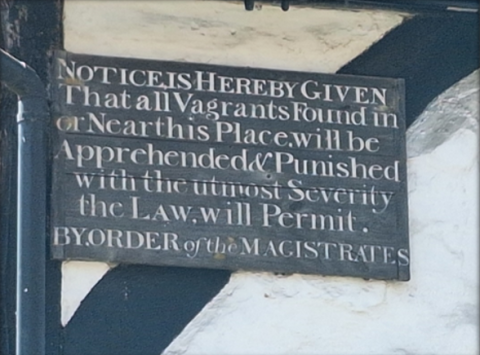 NOTICE IS HEREBY GIVEN
That all Vagrants Found in
or Near this Place, will be
Apprehended & Punished
with the utmost Severity
the LAW, will Permit.
BY, ORDER of the MAGISTRATES